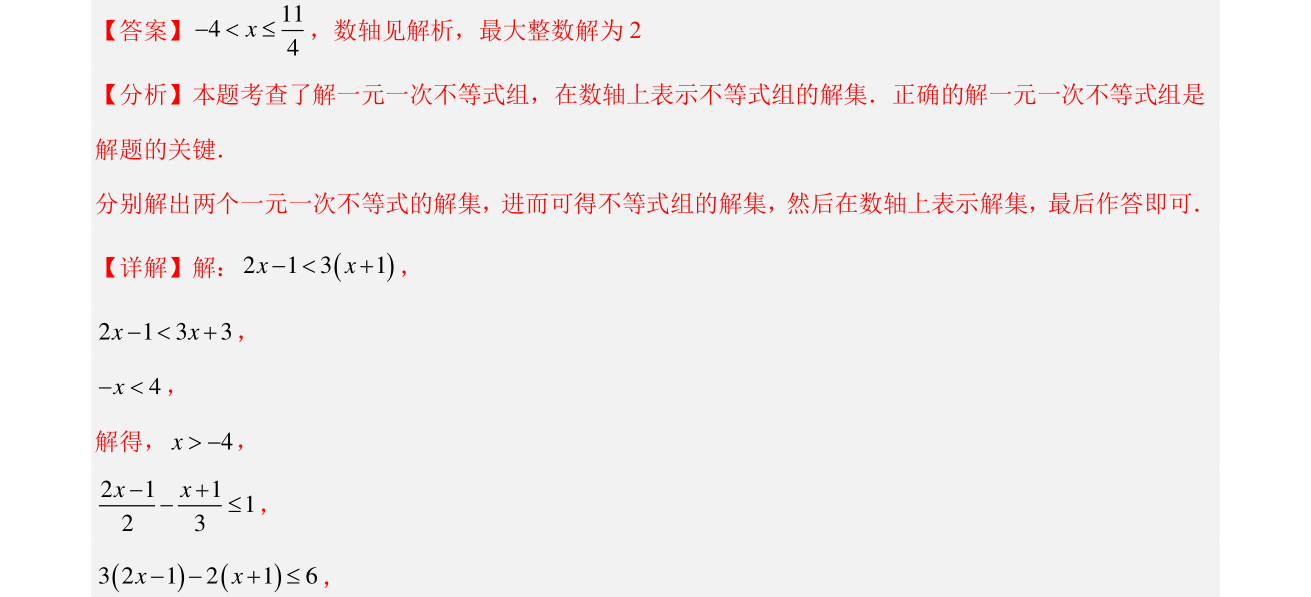 【答案】$-4<x\leq\frac{11}{4}$，数轴见解析，最大整数解为 2
【分析】本题考查了解一元一次不等式组，在数轴上表示不等式组的解集．正确的解一元一次不等式组是
解题的关键．
分别解出两个一元一次不等式的解集，进而可得不等式组的解集，然后在数轴上表示解集，最后作答即可．
【详解】解：$2x-1<3(x+1)$，
$2x-1<3x+3$，
$-x<4$，
解得，$x>-4$，
$\frac{2x-1}{2}-\frac{x+1}{3}\leq1$，
$3(2x-1)-2(x+1)\leq6$，